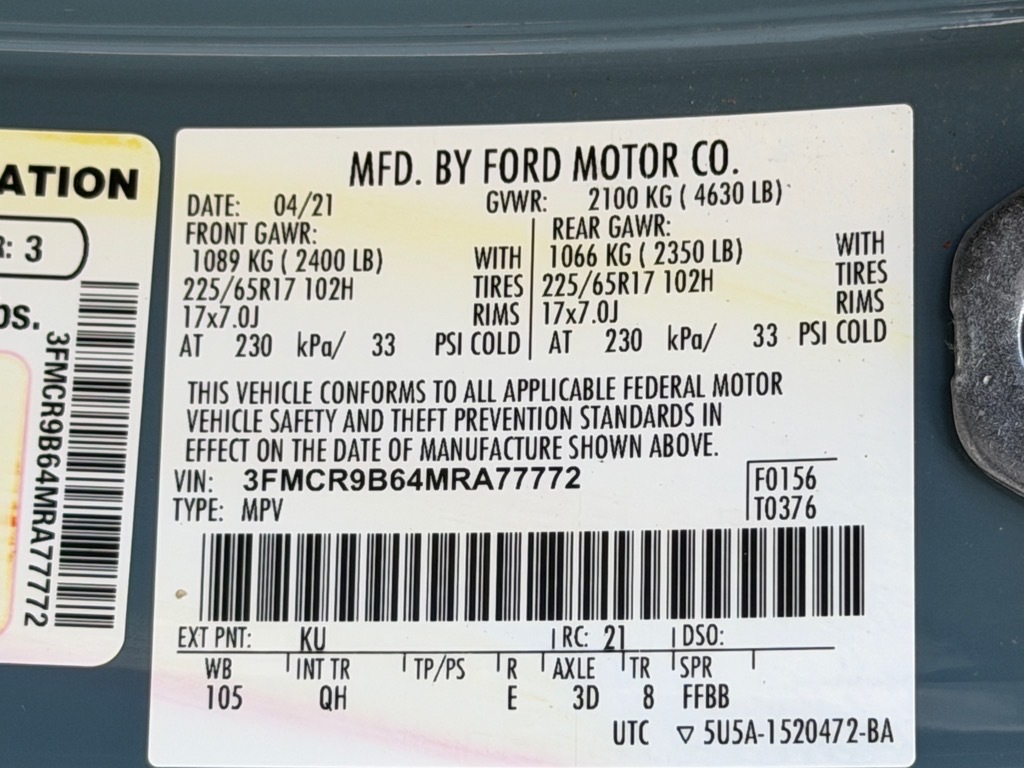 ATION
R: 3
OS.
3FMCR9B64MRA77772
MFD. BY FORD MOTOR CO.
DATE: 04/21 GVWR: 2100 KG ( 4630 LB)
FRONT GAWR: REAR GAWR:
1089 KG ( 2400 LB) WITH 1066 KG ( 2350 LB) WITH
225/65R17 102H TIRES 225/65R17 102H TIRES
17x7.0J RIMS 17x7.0J RIMS
AT 230 kPa/ 33 PSI COLD AT 230 kPa/ 33 PSI COLD
THIS VEHICLE CONFORMS TO ALL APPLICABLE FEDERAL MOTOR
VEHICLE SAFETY AND THEFT PREVENTION STANDARDS IN
EFFECT ON THE DATE OF MANUFACTURE SHOWN ABOVE.
VIN: 3FMCR9B64MRA77772 F0156
TYPE: MPV T0376
EXT PNT: KU RC: 21 DSO:
WB INT TR TP/PS R AXLE TR SPR
105 QH E 3D 8 FFBB
UTC ▽ 5U5A-1520472-BA